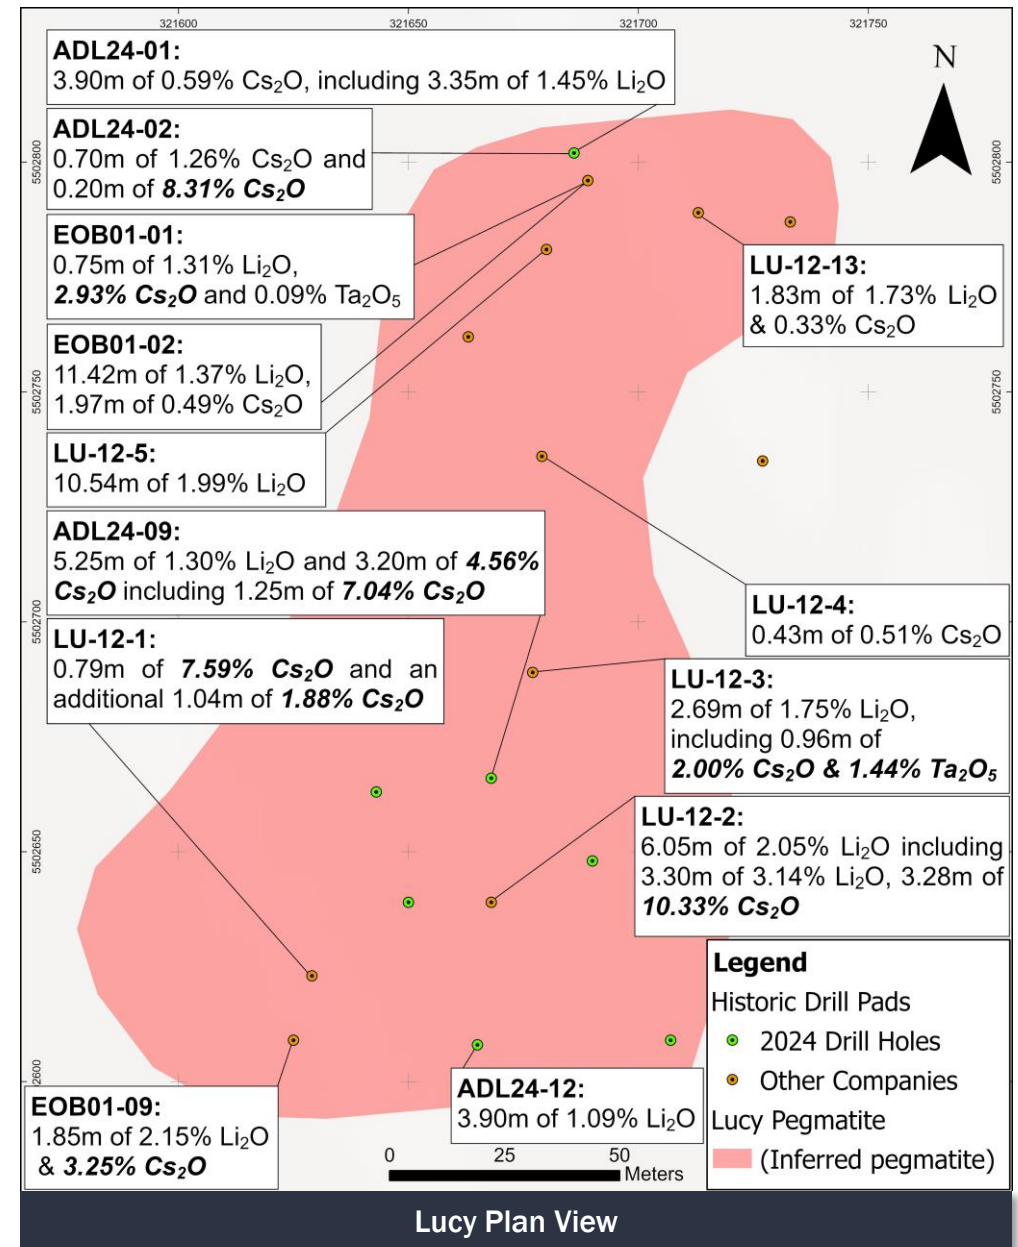 321600 321650 321700 321750
ADL24-01:
3.90m of 0.59% Cs₂O, including 3.35m of 1.45% Li₂O
N
ADL24-02:
0.70m of 1.26% Cs₂O and
0.20m of 8.31% Cs₂O
5502800
5502800
EOB01-01:
0.75m of 1.31% Li₂O,
2.93% Cs₂O and 0.09% Ta₂O₅
LU-12-13:
1.83m of 1.73% Li₂O
& 0.33% Cs₂O
EOB01-02:
11.42m of 1.37% Li₂O,
1.97m of 0.49% Cs₂O
5502750
5502750
LU-12-5:
10.54m of 1.99% Li₂O
ADL24-09:
5.25m of 1.30% Li₂O and 3.20m of 4.56%
Cs₂O including 1.25m of 7.04% Cs₂O
LU-12-4:
0.43m of 0.51% Cs₂O
5502700
LU-12-1:
0.79m of 7.59% Cs₂O and an
additional 1.04m of 1.88% Cs₂O
LU-12-3:
2.69m of 1.75% Li₂O,
including 0.96m of
2.00% Cs₂O & 1.44% Ta₂O₅
5502650
LU-12-2:
6.05m of 2.05% Li₂O including
3.30m of 3.14% Li₂O, 3.28m of
10.33% Cs₂O
Legend
Historic Drill Pads
2024 Drill Holes
Other Companies
Lucy Pegmatite
(Inferred pegmatite)
2600
EOB01-09:
1.85m of 2.15% Li₂O
& 3.25% Cs₂O
ADL24-12:
3.90m of 1.09% Li₂O
0 25 50
Meters
Lucy Plan View